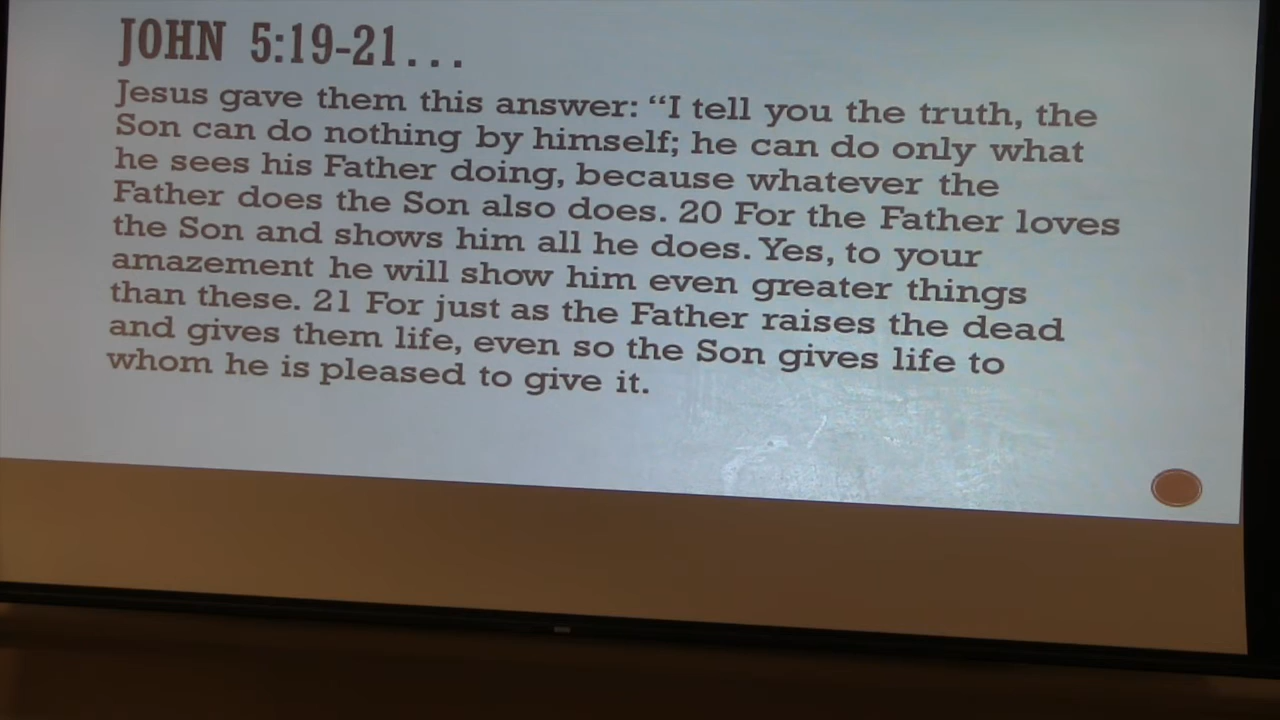 JOHN 5:19-21...
Jesus gave them this answer: “I tell you the truth, the
Son can do nothing by himself; he can do only what
he sees his Father doing, because whatever the
Father does the Son also does. 20 For the Father loves
the Son and shows him all he does. Yes, to your
amazement he will show him even greater things
than these. 21 For just as the Father raises the dead
and gives them life, even so the Son gives life to
whom he is pleased to give it.